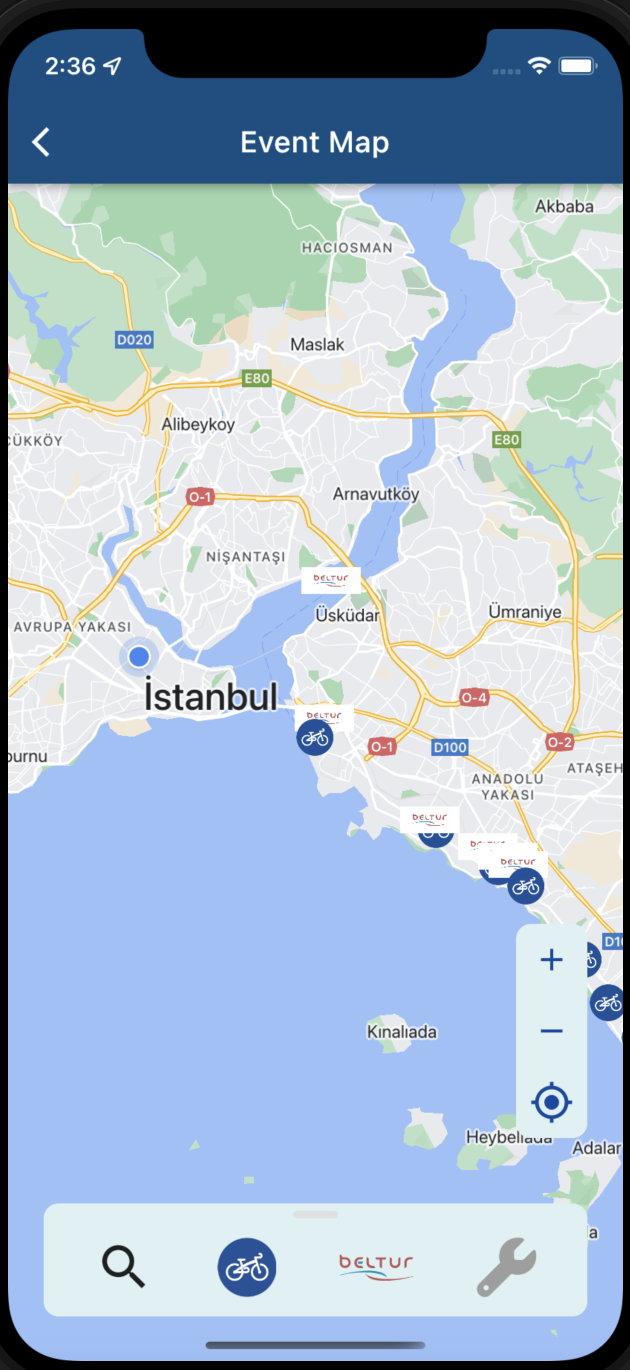 2:36
Event Map
Akbaba
HACIOSMAN
D020
Maslak
E80
Alibeykoy
E80
ÇÜKKÖY
O-1
Arnavutköy
NİŞANTAŞI
beltur
Üsküdar
Ümraniye
AVRUPA YAKASI
İstanbul
O-4
beltur
O-1
D100
O-2
burnu
ATAŞEH
ANADOLU
YAKASI
beltur
beltur
beltur
D10
+
−
Kınalıada
Heybeliada
Adalar
a
beltur